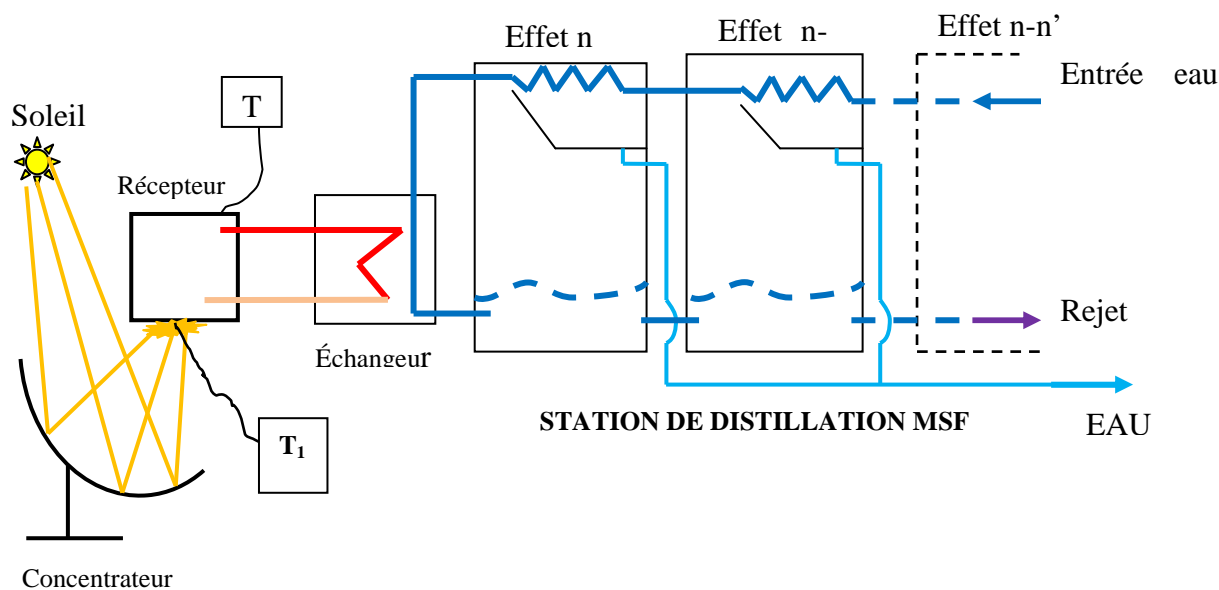 Effet n
Effet n-
Effet n-n’
Entrée eau
Soleil
T
Récepteur
Échangeur
Rejet
T₁
STATION DE DISTILLATION MSF
EAU
Concentrateur